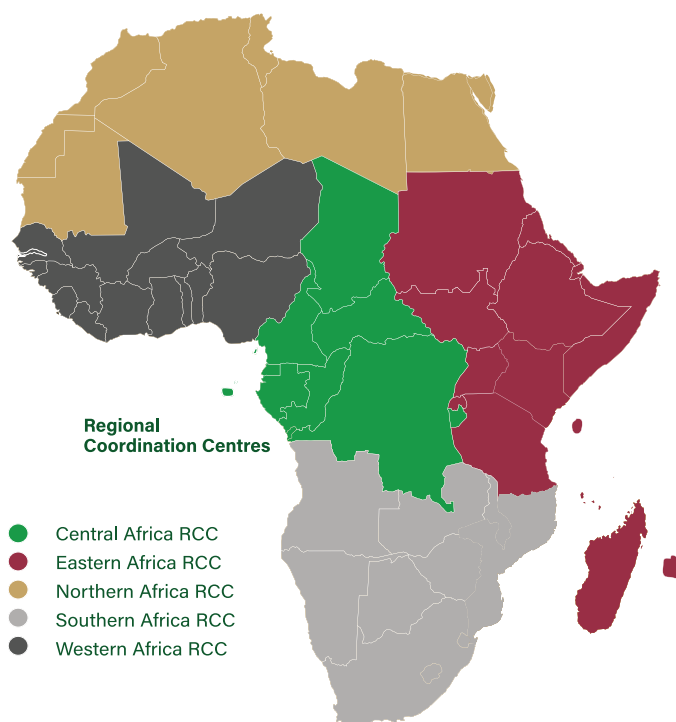 Regional
Coordination Centres
Central Africa RCC
Eastern Africa RCC
Northern Africa RCC
Southern Africa RCC
Western Africa RCC